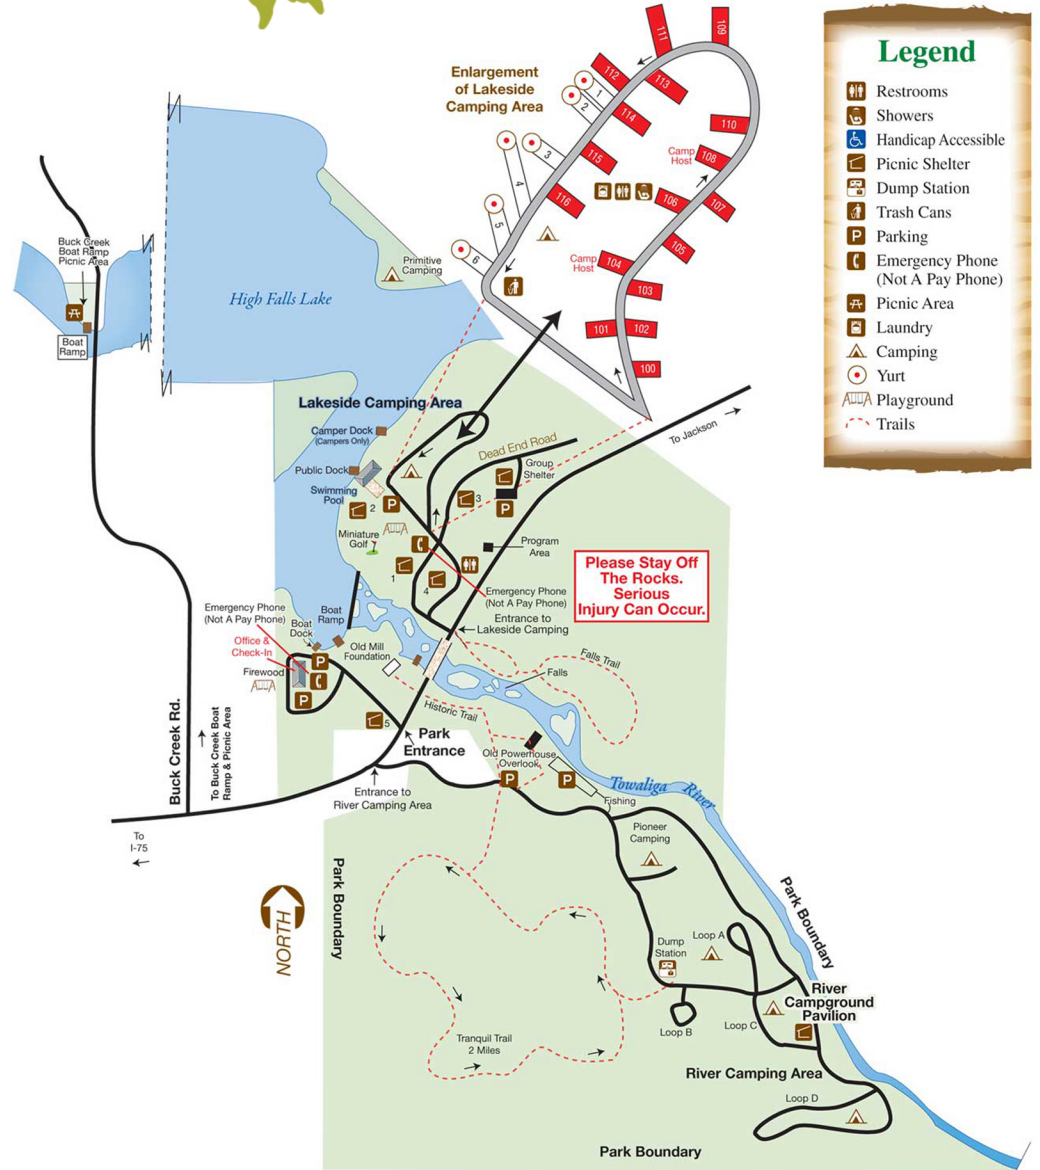 Enlargement
of Lakeside
Camping Area
111
109
112
113
1
2
114
110
3
115
Camp
Host
108
4
116
106
107
5
105
6
Camp
Host
104
103
101
102
100
Legend
Restrooms
Showers
Handicap Accessible
Picnic Shelter
Dump Station
Trash Cans
P
Parking
Emergency Phone
(Not A Pay Phone)
Picnic Area
Laundry
Camping
Yurt
Playground
Trails
Buck Creek
Boat Ramp
Picnic Area
Boat
Ramp
High Falls Lake
Primitive
Camping
To Jackson
Lakeside Camping Area
Camper Dock
(Campers Only)
Dead End Road
Public Dock
Group
Shelter
Swimming
Pool
2
P
3
P
Miniature
Golf
Program
Area
1
4
Please Stay Off
The Rocks.
Serious
Injury Can Occur.
Emergency Phone
(Not A Pay Phone)
Entrance to
Lakeside Camping
Emergency Phone
(Not A Pay Phone)
Boat
Dock
Boat
Ramp
Office &
Check-In
Firewood
P
P
Old Mill
Foundation
Falls Trail
Falls
Historic Trail
5
Park
Entrance
Old Powerhouse
Overlook
P
P
Buck Creek Rd.
To Buck Creek Boat
Ramp & Picnic Area
Entrance to
River Camping Area
Towaliga River
Fishing
To
I-75
Pioneer
Camping
Park Boundary
Park Boundary
NORTH
Dump
Station
Loop A
River
Campground
Pavilion
Loop B
Loop C
Tranquil Trail
2 Miles
River Camping Area
Loop D
Park Boundary